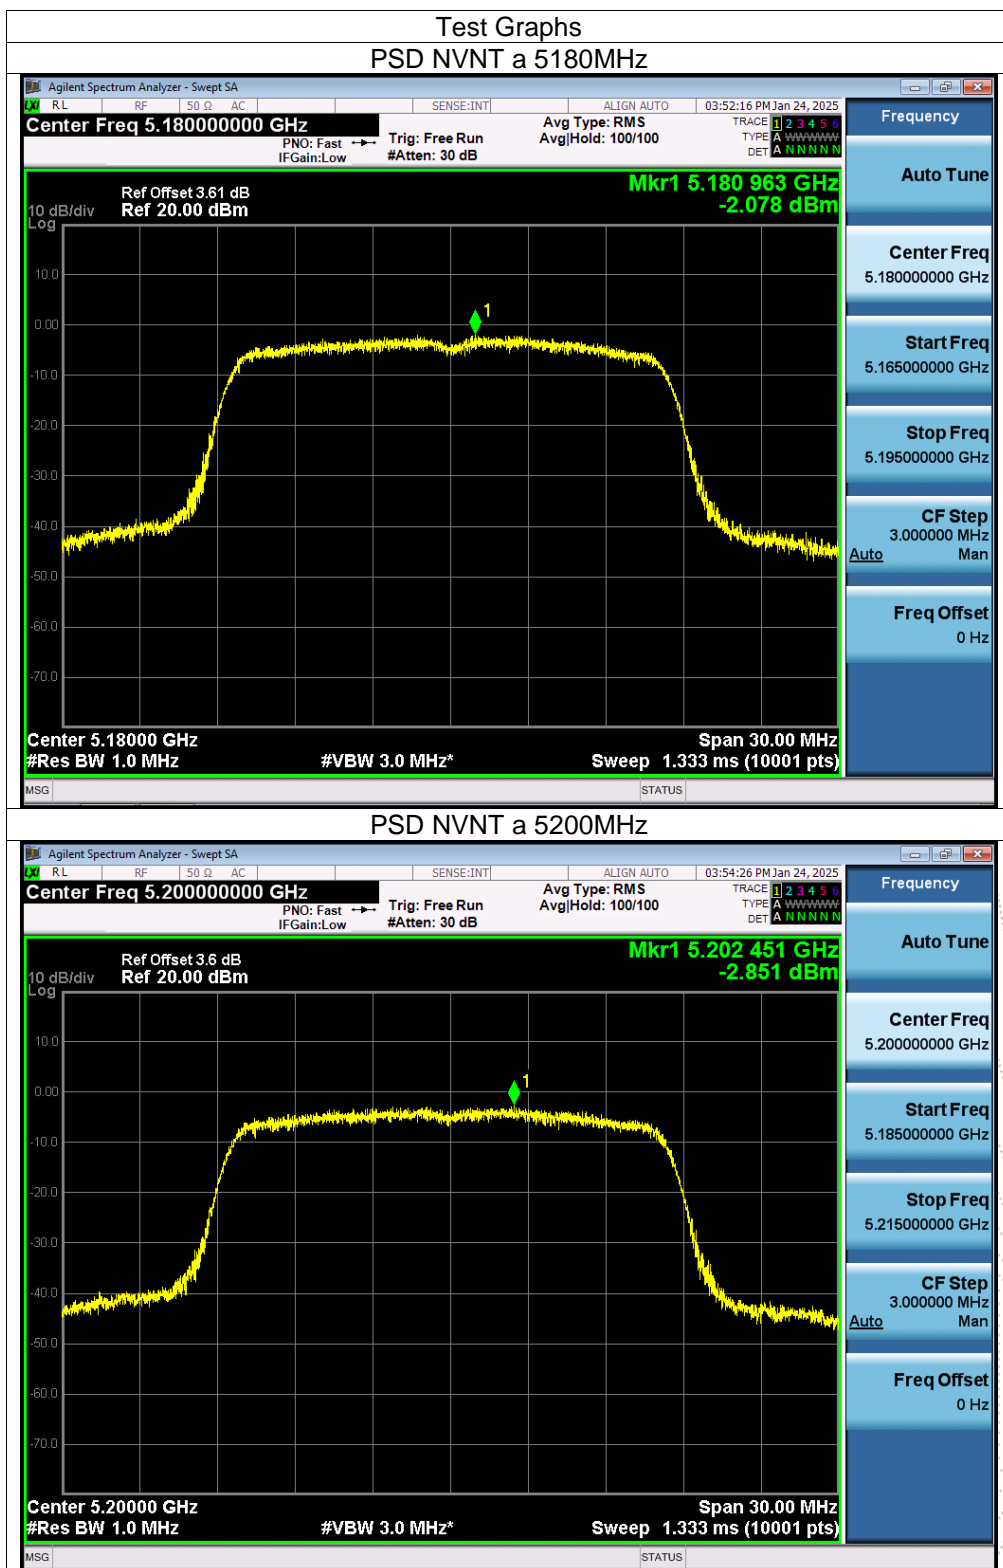 Test Graphs
PSD NVNT a 5180MHz
Agilent Spectrum Analyzer - Swept SA
LXI RL RF 50 Ω AC SENSE:INT ALIGN AUTO 03:52:16 PM Jan 24, 2025
Center Freq 5.180000000 GHz
PNO: Fast
IFGain:Low
Trig: Free Run
#Atten: 30 dB
Avg Type: RMS
Avg|Hold: 100/100
TRACE 1 2 3 4 5 6
TYPE A WWWWW
DET A N N N N N
Frequency
Mkr1 5.180 963 GHz
-2.078 dBm
Ref Offset 3.61 dB
10 dB/div Ref 20.00 dBm
Log
10.0
0.00
-10.0
-20.0
-30.0
-40.0
-50.0
-60.0
-70.0
1
Center 5.18000 GHz Span 30.00 MHz
#Res BW 1.0 MHz #VBW 3.0 MHz* Sweep 1.333 ms (10001 pts)
MSG STATUS
Auto Tune
Center Freq
5.180000000 GHz
Start Freq
5.165000000 GHz
Stop Freq
5.195000000 GHz
CF Step
3.000000 MHz
Auto Man
Freq Offset
0 Hz
PSD NVNT a 5200MHz
Agilent Spectrum Analyzer - Swept SA
LXI RL RF 50 Ω AC SENSE:INT ALIGN AUTO 03:54:26 PM Jan 24, 2025
Center Freq 5.200000000 GHz
PNO: Fast
IFGain:Low
Trig: Free Run
#Atten: 30 dB
Avg Type: RMS
Avg|Hold: 100/100
TRACE 1 2 3 4 5 6
TYPE A WWWWW
DET A N N N N N
Frequency
Mkr1 5.202 451 GHz
-2.851 dBm
Ref Offset 3.6 dB
10 dB/div Ref 20.00 dBm
Log
10.0
0.00
-10.0
-20.0
-30.0
-40.0
-50.0
-60.0
-70.0
1
Center 5.20000 GHz Span 30.00 MHz
#Res BW 1.0 MHz #VBW 3.0 MHz* Sweep 1.333 ms (10001 pts)
MSG STATUS
Auto Tune
Center Freq
5.200000000 GHz
Start Freq
5.185000000 GHz
Stop Freq
5.215000000 GHz
CF Step
3.000000 MHz
Auto Man
Freq Offset
0 Hz